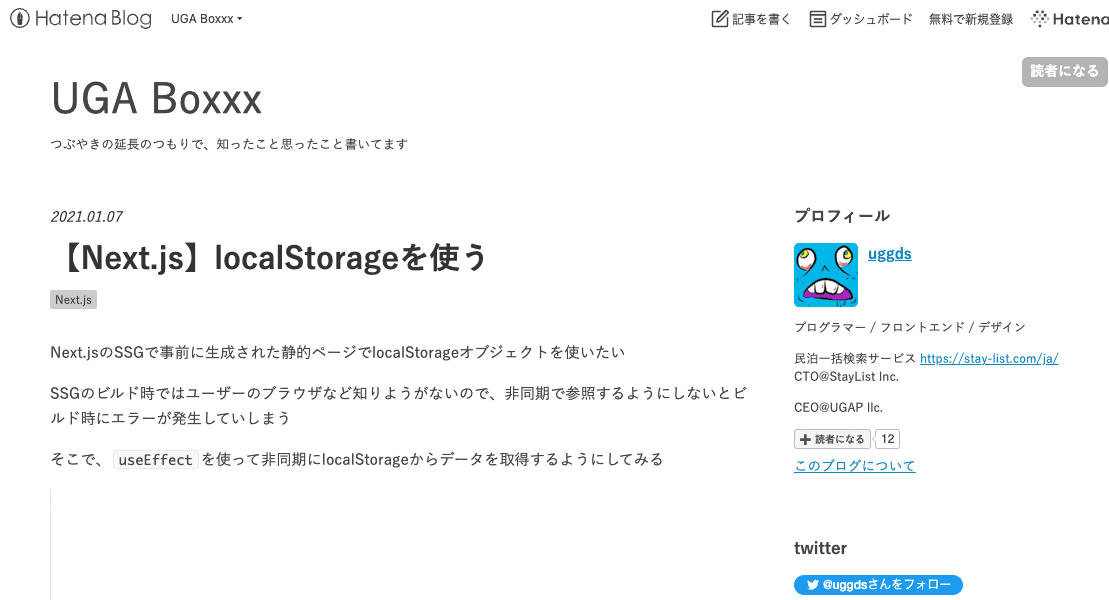 Hatena Blog
UGA Boxxx
記事を書く
ダッシュボード
無料で新規登録
Hatena
読者になる
UGA Boxxx
つぶやきの延長のつもりで、知ったこと思ったこと書いてます
2021.01.07
【Next.js】localStorageを使う
Next.js
Next.jsのSSGで事前に生成された静的ページでlocalStorageオブジェクトを使いたい
SSGのビルド時ではユーザーのブラウザなど知りようがないので、非同期で参照するようにしないとビ
ルド時にエラーが発生していしまう
そこで、 useEffect を使って非同期にlocalStorageからデータを取得するようにしてみる
プロフィール
uggds
プログラマー / フロントエンド / デザイン
民泊一括検索サービス https://stay-list.com/ja/
CTO@StayList Inc.
CEO@UGAP llc.
読者になる 12
このブログについて
twitter
@uggdsさんをフォロー